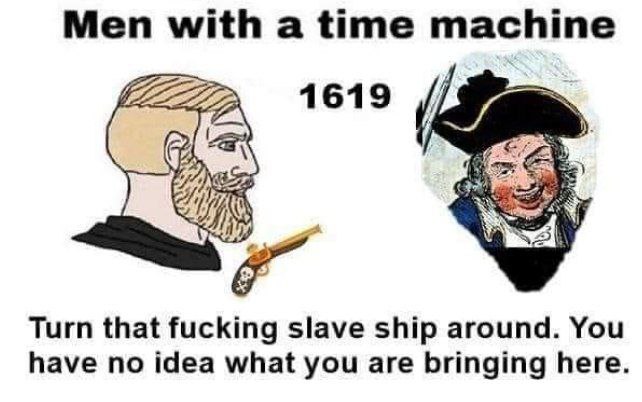 Men with a time machine
1619
Turn that fucking slave ship around. You
have no idea what you are bringing here.